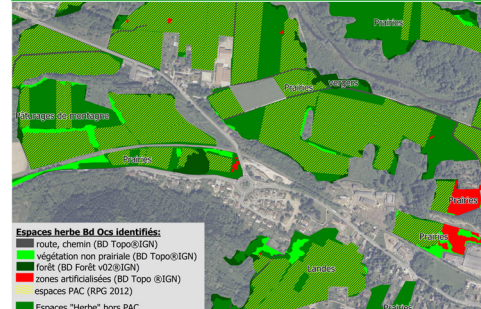 Prairies
Prairies
vergers
Pâturages de montagne
Prairies
Prairies
Prairies
Landes
Prairies
Espaces herbe Bd Ocs identifiés:
route, chemin (BD Topo®IGN)
végétation non prairiale (BD Topo®IGN)
forêt (BD Forêt v02®IGN)
zones artificialisées (BD Topo ®IGN)
espaces PAC (RPG 2012)
Espaces "Herbe" hors PAC